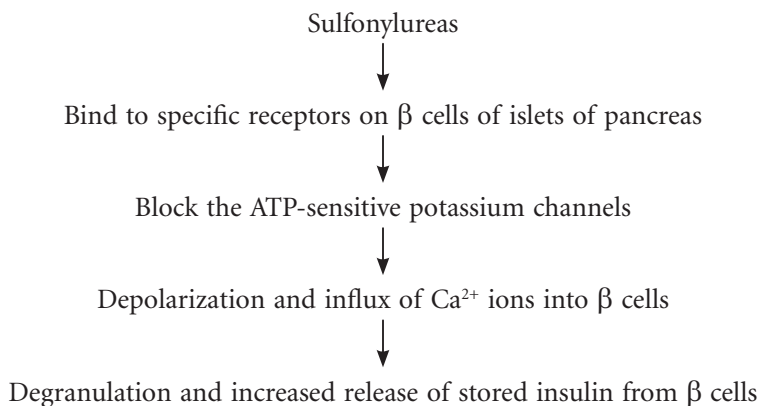 Sulfonylureas
Bind to specific receptors on β cells of islets of pancreas
Block the ATP-sensitive potassium channels
Depolarization and influx of Ca²⁺ ions into β cells
Degranulation and increased release of stored insulin from β cells